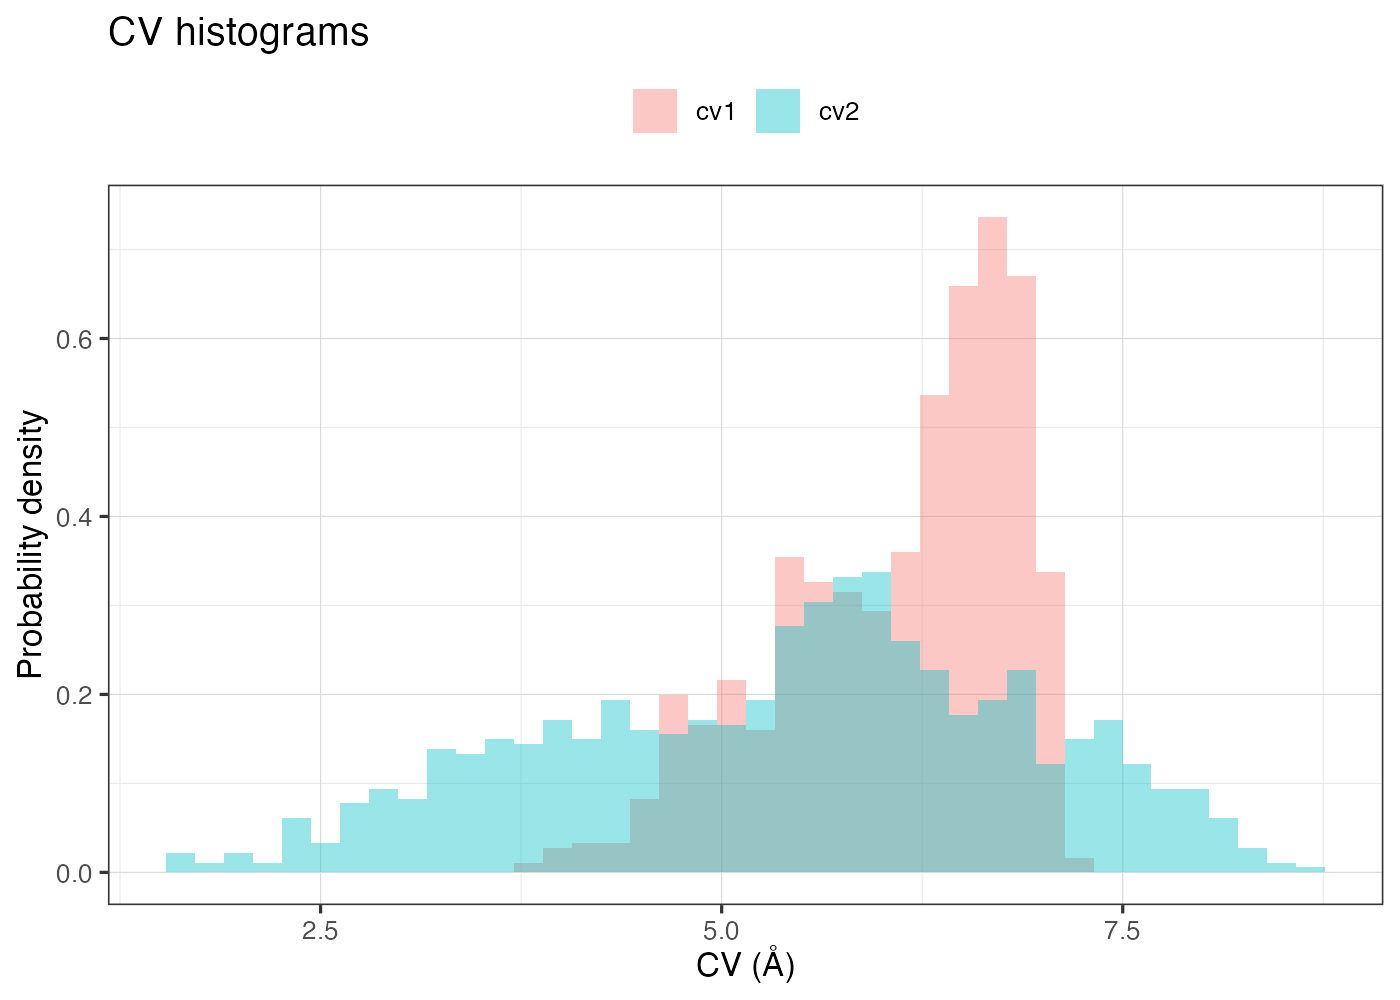 CV histograms
cv1 cv2
Probability density
0.6
0.4
0.2
0.0
2.5 5.0 7.5
CV (Å)